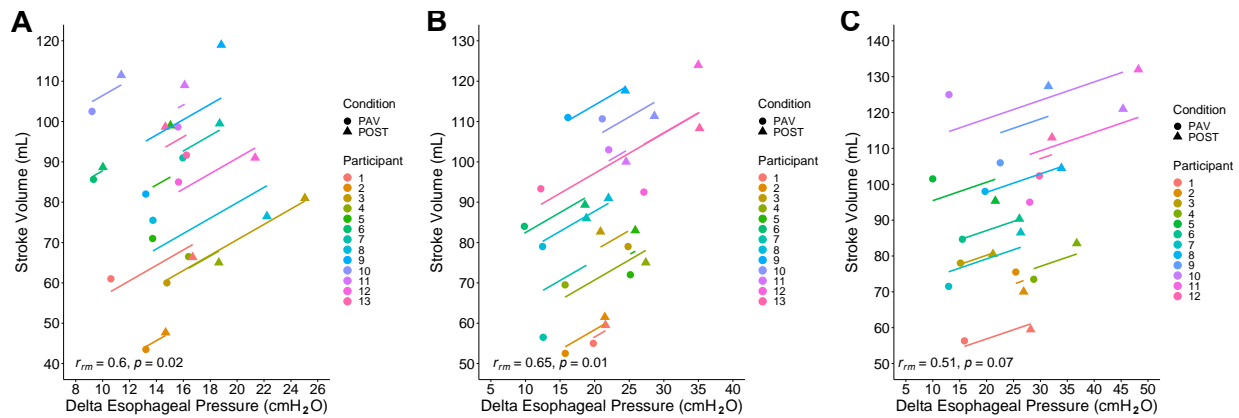 A
Stroke Volume (mL)
120
110
100
90
80
70
60
50
40
8 10 12 14 16 18 20 22 24 26
Delta Esophageal Pressure (cmH2O)
r_rm = 0.6, p = 0.02
Condition
PAV
POST
Participant
1
2
3
4
5
6
7
8
9
10
11
12
13
B
Stroke Volume (mL)
130
120
110
100
90
80
70
60
50
5 10 15 20 25 30 35 40
Delta Esophageal Pressure (cmH2O)
r_rm = 0.65, p = 0.01
Condition
PAV
POST
Participant
1
2
3
4
5
6
7
8
9
10
11
12
13
C
Stroke Volume (mL)
140
130
120
110
100
90
80
70
60
50
5 10 15 20 25 30 35 40 45 50
Delta Esophageal Pressure (cmH2O)
r_rm = 0.51, p = 0.07
Condition
PAV
POST
Participant
1
2
3
4
5
6
7
8
9
10
11
12